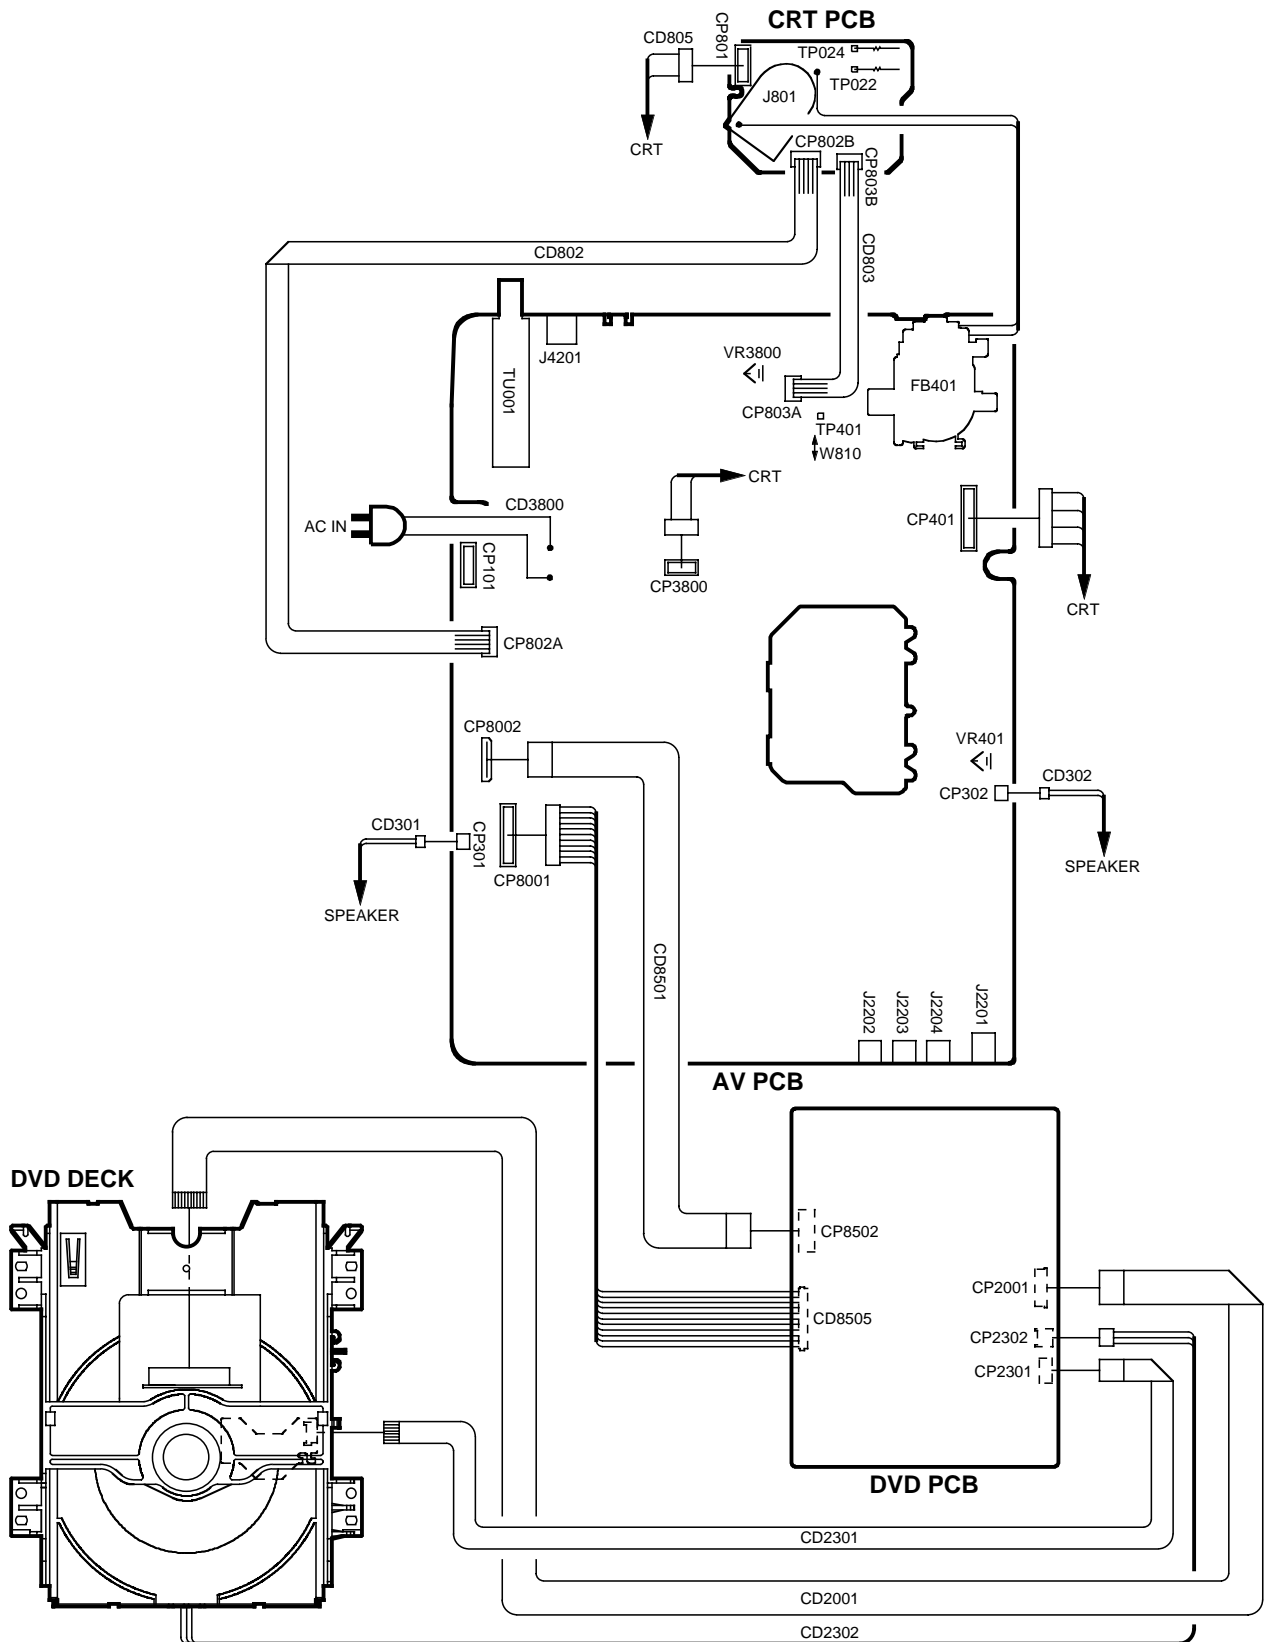 CRT PCB
CD805
CP801
TP024
TP022
J801
CRT
CP802B
CP803B
CD802
CD803
J4201
TU001
VR3800
CP803A
TP401
W810
FB401
CRT
CD3800
AC IN
CP101
CP3800
CP401
CRT
CP802A
CP8002
VR401
CP302
CD302
CD301
CP301
CP8001
SPEAKER
SPEAKER
CD8501
J2202
J2203
J2204
J2201
AV PCB
DVD DECK
CP8502
CP2001
CD8505
CP2302
CP2301
DVD PCB
CD2301
CD2001
CD2302